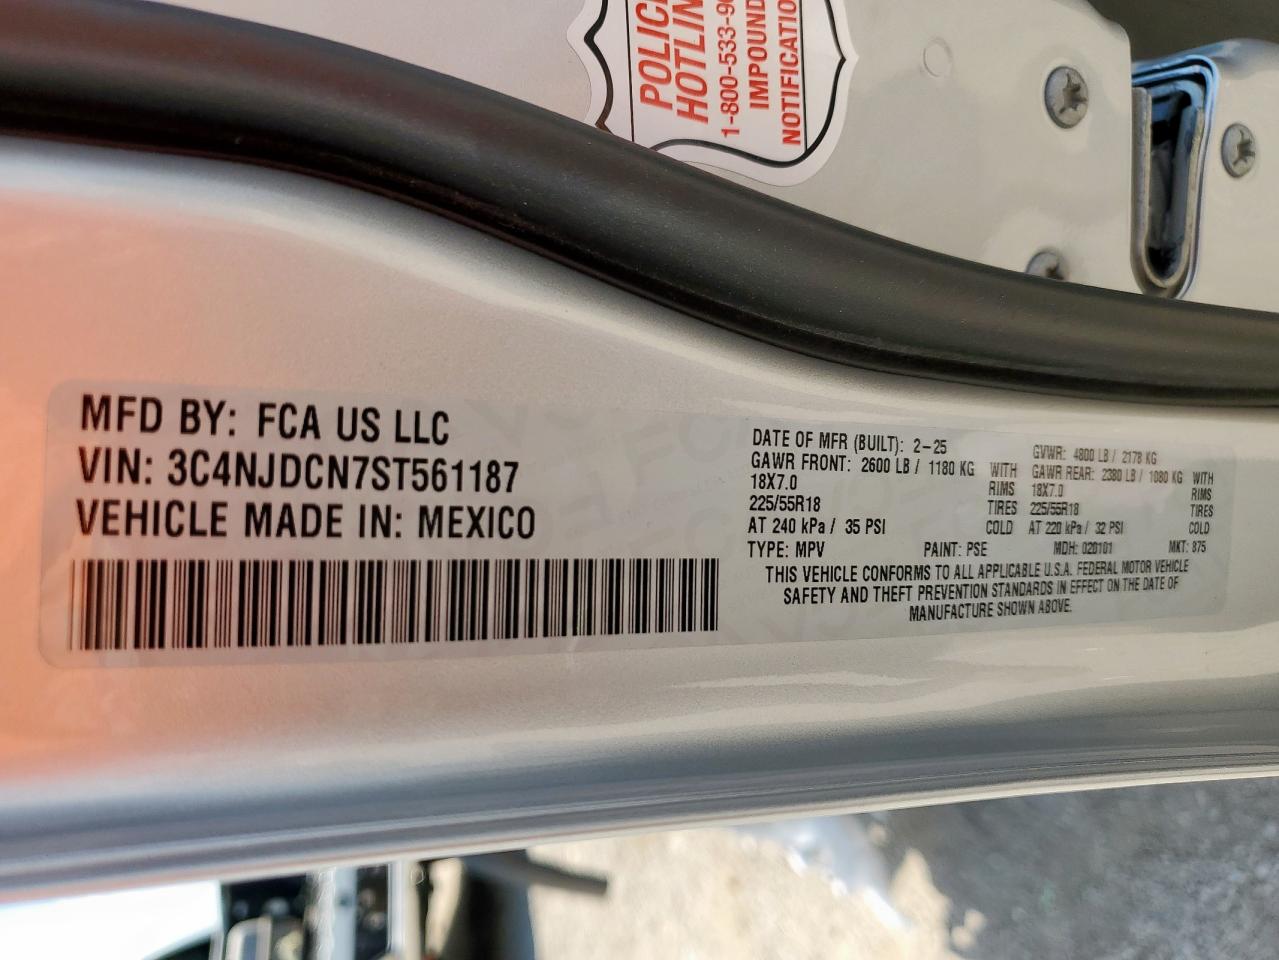 POLICE
HOTLINE
1-800-533-9
IMPOUND
NOTIFICATION
MFD BY: FCA US LLC
VIN: 3C4NJDCN7ST561187
VEHICLE MADE IN: MEXICO
DATE OF MFR (BUILT): 2-25 GVWR: 4800 LB / 2178 KG
GAWR FRONT: 2600 LB / 1180 KG WITH GAWR REAR: 2380 LB / 1080 KG WITH
18X7.0 RIMS 18X7.0 RIMS
225/55R18 TIRES 225/55R18 TIRES
AT 240 kPa / 35 PSI COLD AT 220 kPa / 32 PSI COLD
TYPE: MPV PAINT: PSE MDH: 020101 MKT: 875
THIS VEHICLE CONFORMS TO ALL APPLICABLE U.S.A. FEDERAL MOTOR VEHICLE
SAFETY AND THEFT PREVENTION STANDARDS IN EFFECT ON THE DATE OF
MANUFACTURE SHOWN ABOVE.